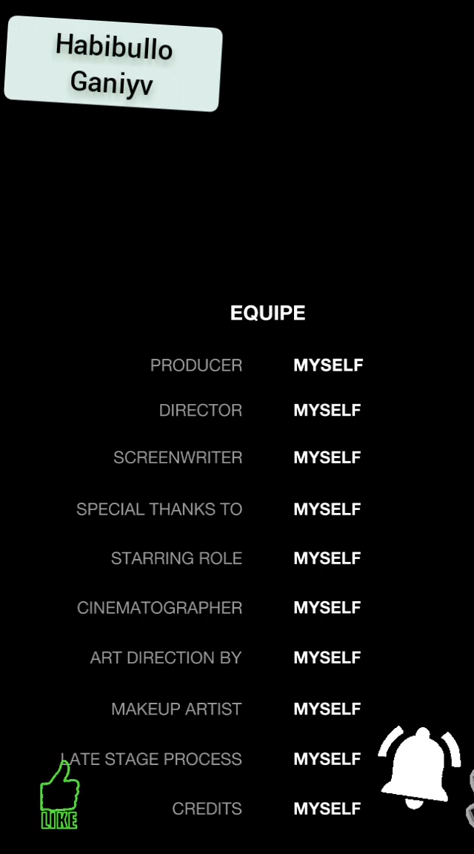 Habibullo
Ganiyv
EQUIPE
PRODUCER MYSELF
DIRECTOR MYSELF
SCREENWRITER MYSELF
SPECIAL THANKS TO MYSELF
STARRING ROLE MYSELF
CINEMATOGRAPHER MYSELF
ART DIRECTION BY MYSELF
MAKEUP ARTIST MYSELF
LATE STAGE PROCESS MYSELF
CREDITS MYSELF
LIKE